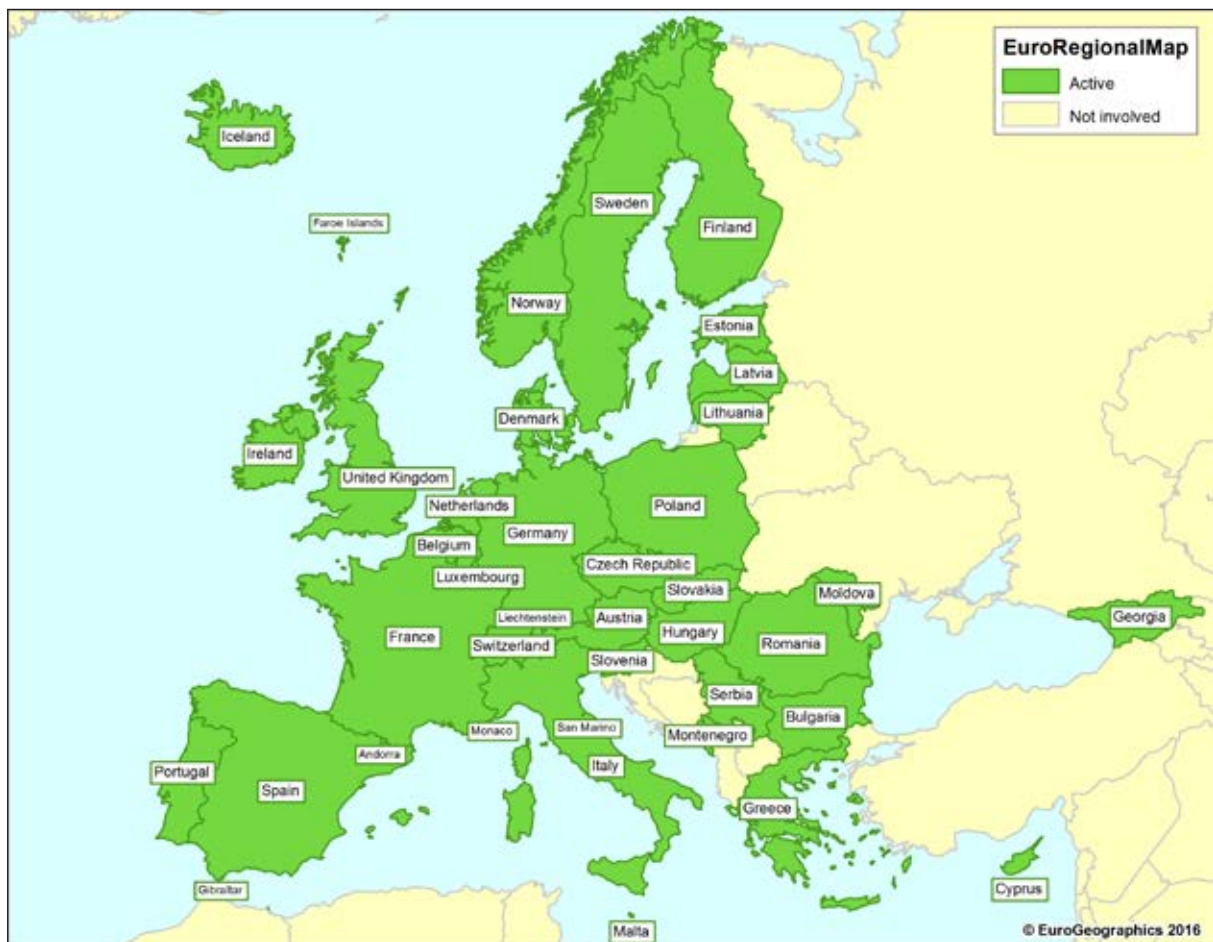 EuroRegionalMap
Active
Not involved
Iceland
Faroe Islands
Sweden
Finland
Norway
Estonia
Latvia
Denmark
Lithuania
Ireland
United Kingdom
Netherlands
Poland
Germany
Belgium
Czech Republic
Luxembourg
Slovakia
Moldova
Liechtenstein
Austria
Georgia
France
Switzerland
Hungary
Romania
Slovenia
Serbia
Bulgaria
Monaco
San Marino
Montenegro
Andorra
Portugal
Italy
Spain
Greece
Gibraltar
Cyprus
Malta
© EuroGeographics 2016